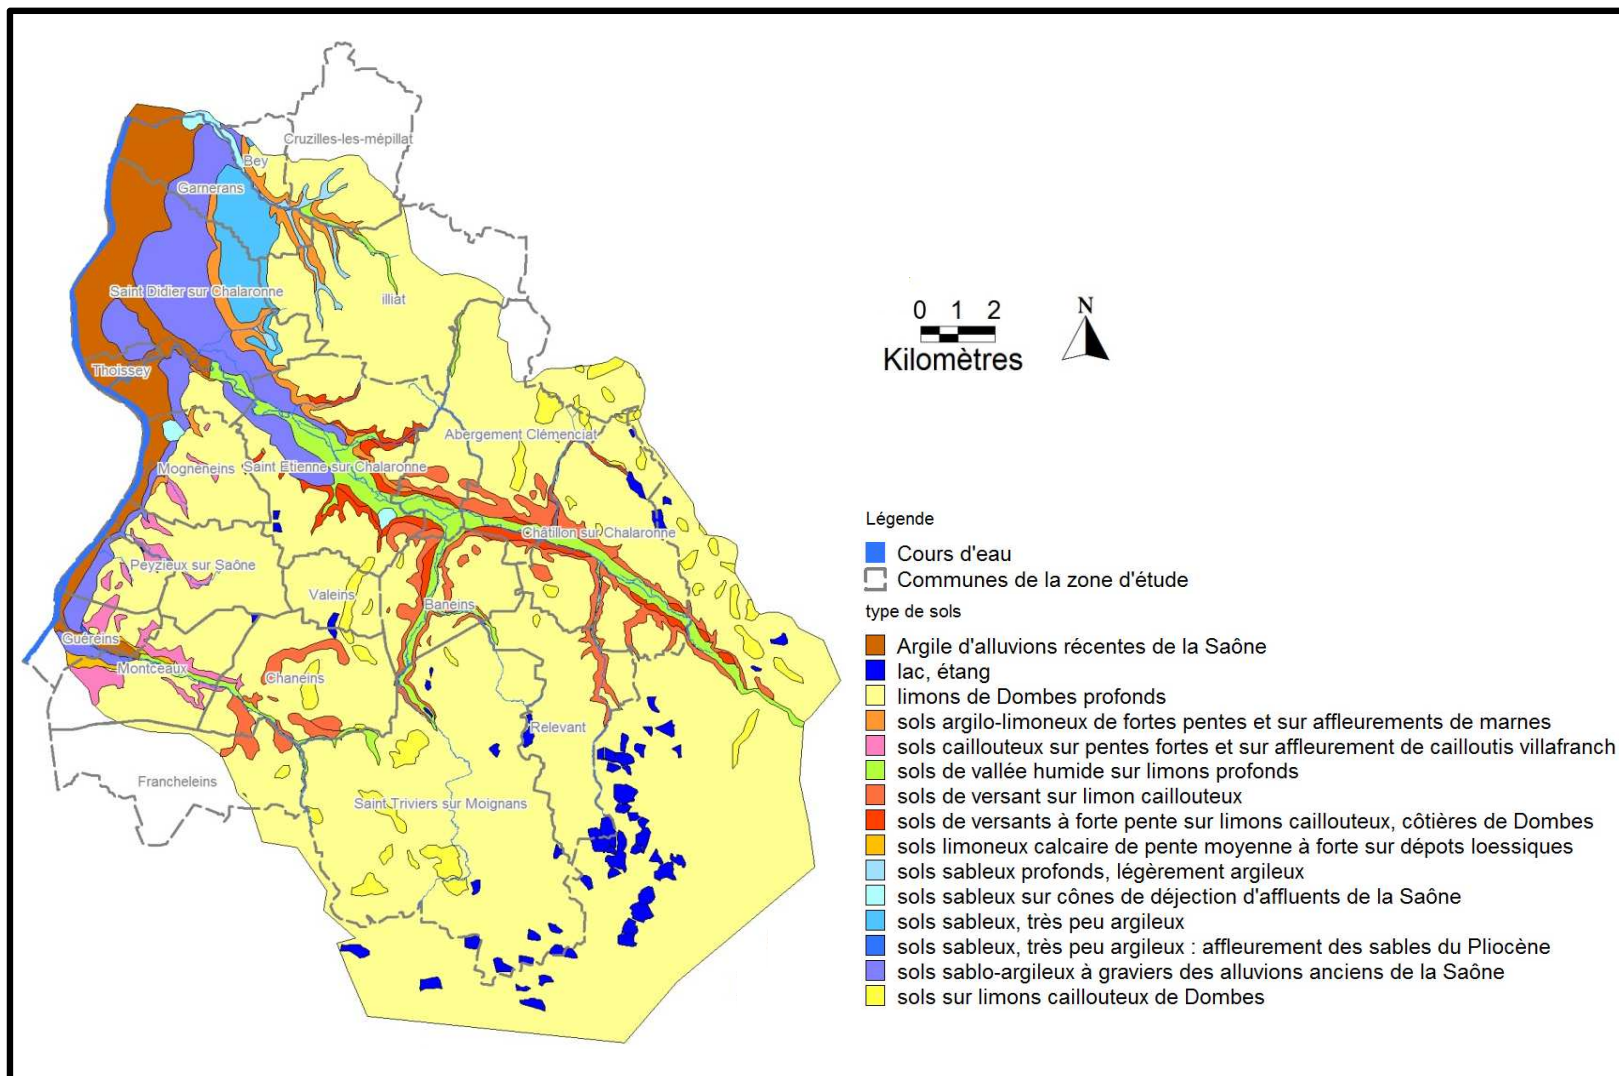 Cruzilles-les-mépillat
Bey
Garnerans
Saint Didier sur Chalaronne
illiat
Thoissey
Abergement Clémenciat
Mogneneins
Saint Etienne sur Chalaronne
Châtillon sur Chalaronne
Peyzieux sur Saône
Valeins
Baneins
Guéreins
Montceaux
Chaneins
Relevant
Francheleins
Saint Triviers sur Moignans
0 1 2
Kilomètres
N
Légende
Cours d'eau
Communes de la zone d'étude
type de sols
Argile d'alluvions récentes de la Saône
lac, étang
limons de Dombes profonds
sols argilo-limoneux de fortes pentes et sur affleurements de marnes
sols caillouteux sur pentes fortes et sur affleurement de cailloutis villafranch
sols de vallée humide sur limons profonds
sols de versant sur limon caillouteux
sols de versants à forte pente sur limons caillouteux, côtières de Dombes
sols limoneux calcaire de pente moyenne à forte sur dépots loessiques
sols sableux profonds, légèrement argileux
sols sableux sur cônes de déjection d'affluents de la Saône
sols sableux, très peu argileux
sols sableux, très peu argileux : affleurement des sables du Pliocène
sols sablo-argileux à graviers des alluvions anciens de la Saône
sols sur limons caillouteux de Dombes